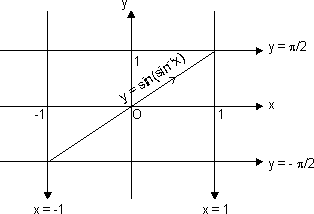 y
y = π/2
1
y = sin(sin⁻¹x)
-1
O
1
x
y = - π/2
x = -1
x = 1